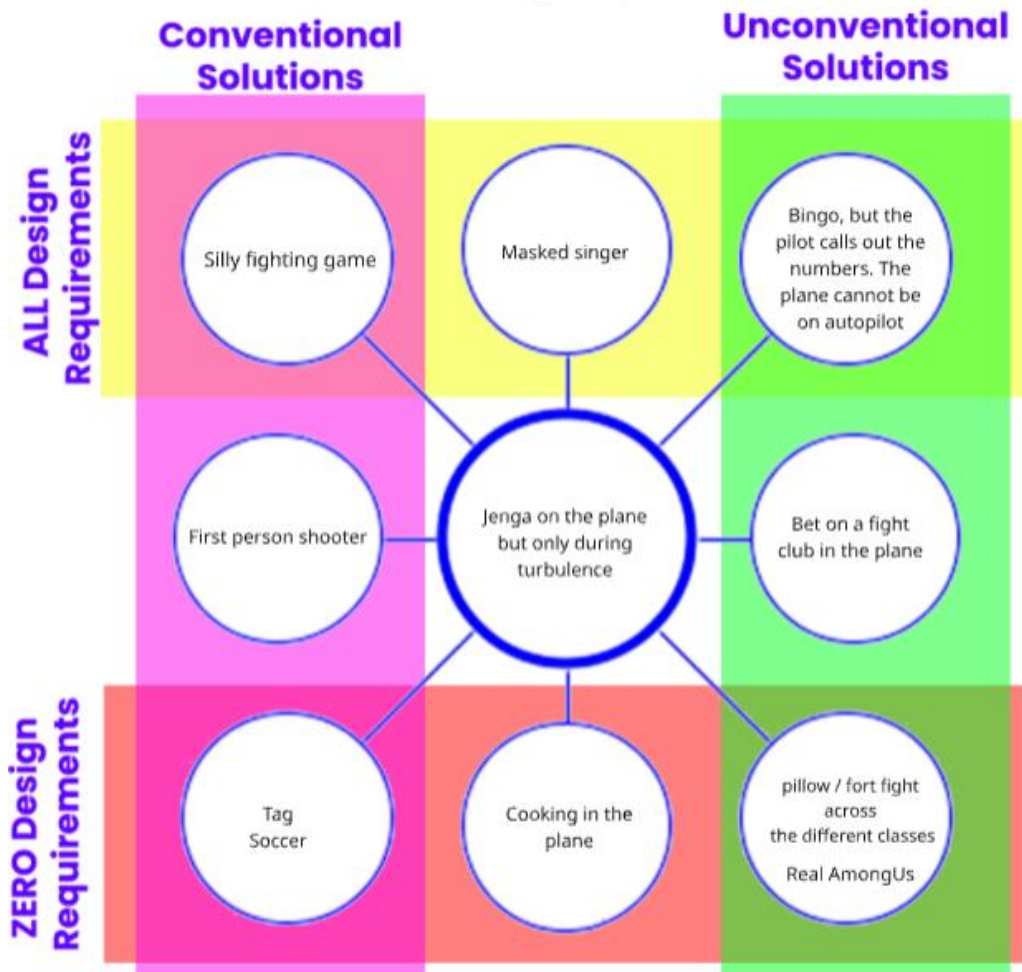 Conventional
Solutions
Unconventional
Solutions
ALL Design
Requirements
Silly fighting game
Masked singer
Bingo, but the
pilot calls out the
numbers. The
plane cannot be
on autopilot
First person shooter
Jenga on the plane
but only during
turbulence
Bet on a fight
club in the plane
ZERO Design
Requirements
Tag
Soccer
Cooking in the
plane
pillow / fort fight
across
the different classes
Real AmongUs